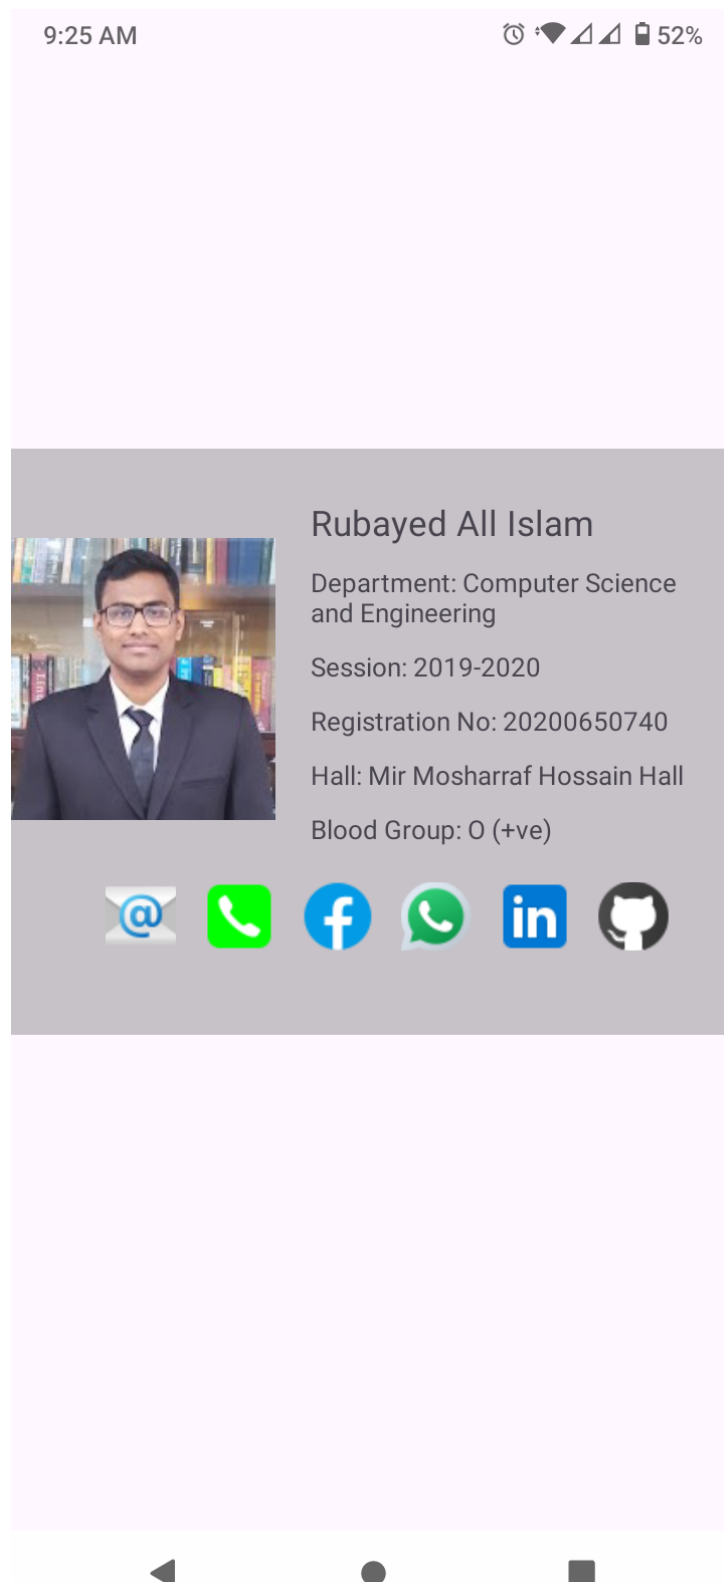 9:25 AM
52%
Rubayed All Islam
Department: Computer Science
and Engineering
Session: 2019-2020
Registration No: 20200650740
Hall: Mir Mosharraf Hossain Hall
Blood Group: O (+ve)
@
f
in